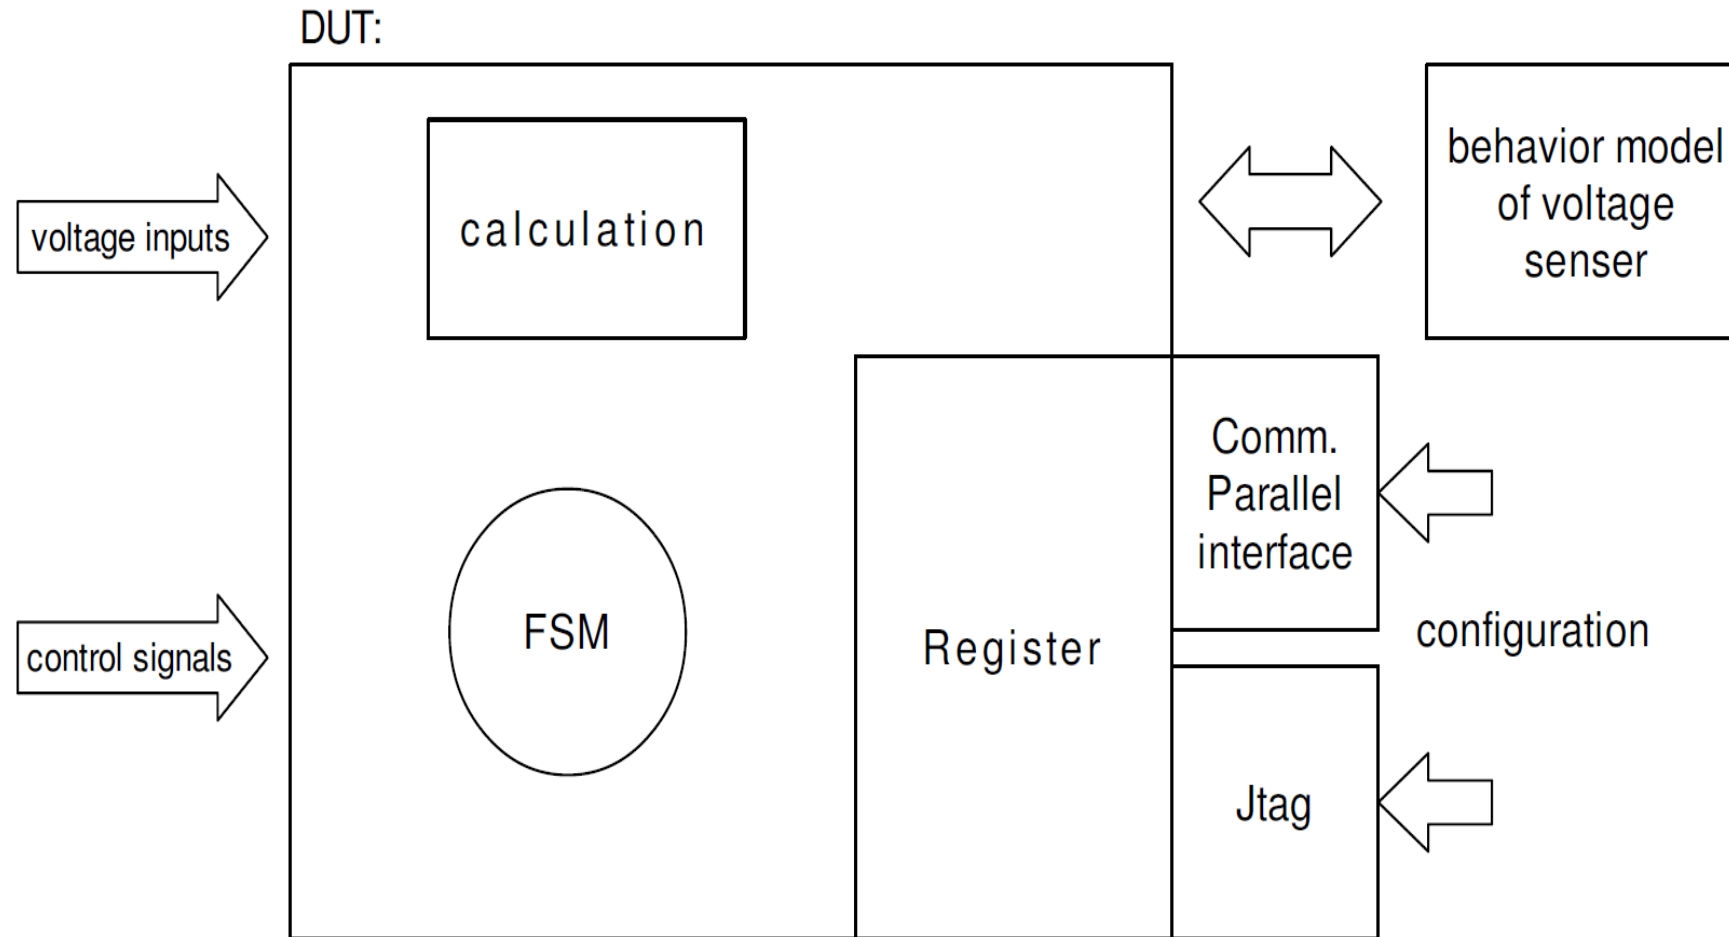 DUT:
voltage inputs
calculation
behavior model
of voltage
senser
Comm.
Parallel
interface
control signals
FSM
Register
configuration
Jtag